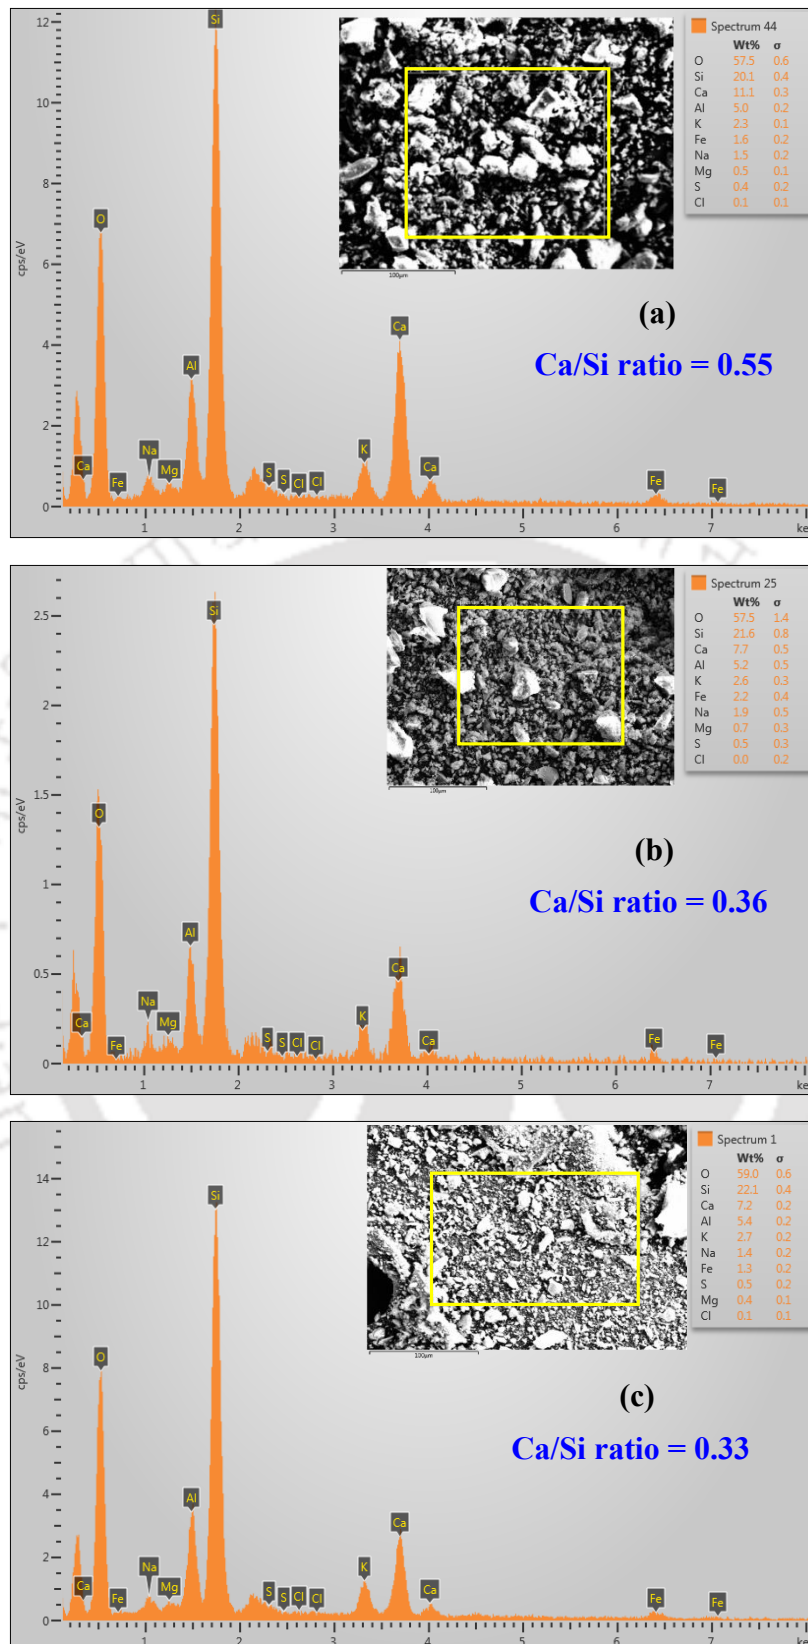 Spectrum 44
Wt% σ
O 57.5 0.6
Si 20.1 0.4
Ca 11.1 0.3
Al 5.0 0.2
K 2.3 0.1
Fe 1.6 0.2
Na 1.5 0.2
Mg 0.5 0.1
S 0.4 0.2
Cl 0.1 0.1
cps/eV
12
10
8
6
4
2
0
Ca O Fe Na Mg Al Si S S Cl Cl K Ca Ca Fe Fe
1 2 3 4 5 6 7 ke
100µm
(a)
Ca/Si ratio = 0.55
Spectrum 25
Wt% σ
O 57.5 1.4
Si 21.6 0.8
Ca 7.7 0.5
Al 5.2 0.5
K 2.6 0.3
Fe 2.2 0.4
Na 1.9 0.5
Mg 0.7 0.3
S 0.5 0.3
Cl 0.0 0.2
cps/eV
2.5
2
1.5
1
0.5
0
Ca O Fe Na Mg Al Si S S Cl Cl K Ca Ca Fe Fe
1 2 3 4 5 6 7 ke
100µm
(b)
Ca/Si ratio = 0.36
Spectrum 1
Wt% σ
O 59.0 0.6
Si 22.1 0.4
Ca 7.2 0.2
Al 5.4 0.2
K 2.7 0.2
Na 1.4 0.2
Fe 1.3 0.2
S 0.5 0.2
Mg 0.4 0.1
Cl 0.1 0.1
cps/eV
14
12
10
8
6
4
2
0
Ca O Fe Na Mg Al Si S S Cl Cl K Ca Ca Fe Fe
1 2 3 4 5 6 7 ke
100µm
(c)
Ca/Si ratio = 0.33